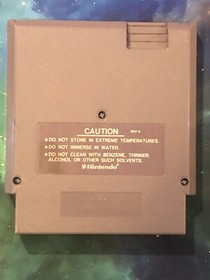 CAUTION
REV-A
•DO NOT STORE IN EXTREME TEMPERATURES.
•DO NOT IMMERSE IN WATER.
•DO NOT CLEAN WITH BENZENE, THINNER,
ALCOHOL OR OTHER SUCH SOLVENTS.
Nintendo